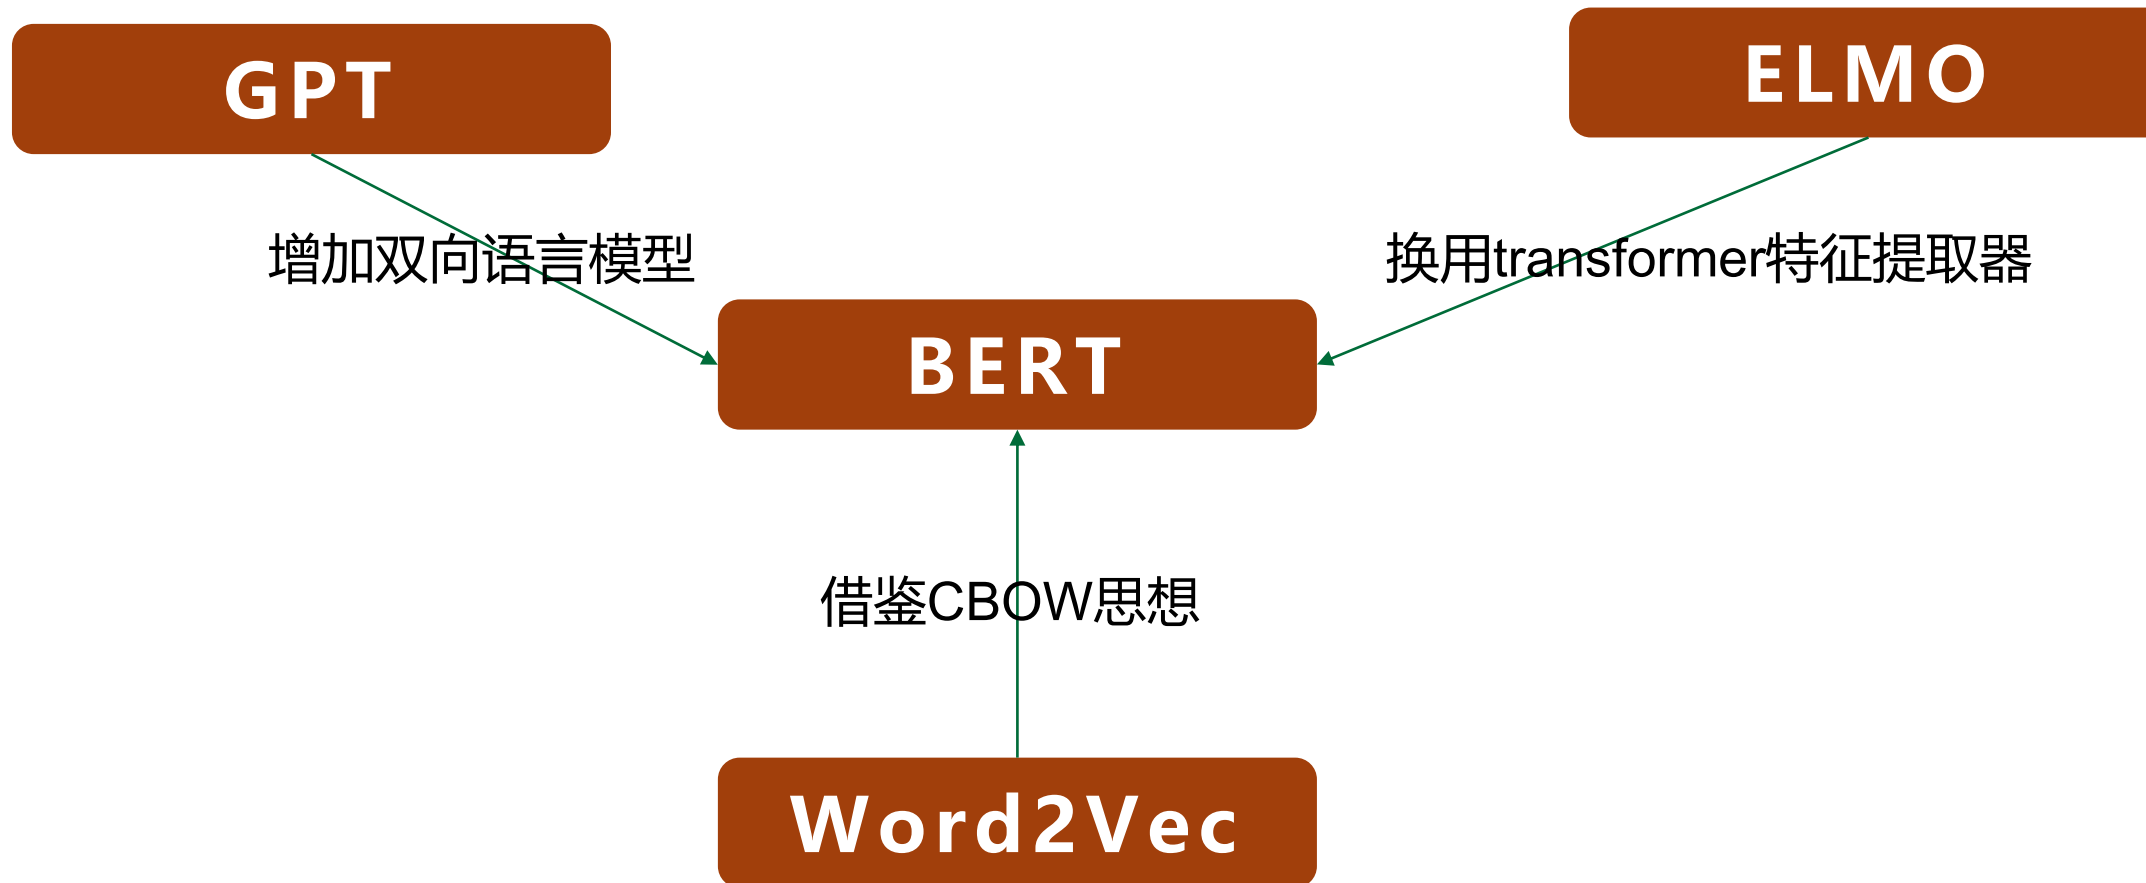 GPT
ELMO
增加双向语言模型
换用transformer特征提取器
BERT
借鉴CBOW思想
Word2Vec